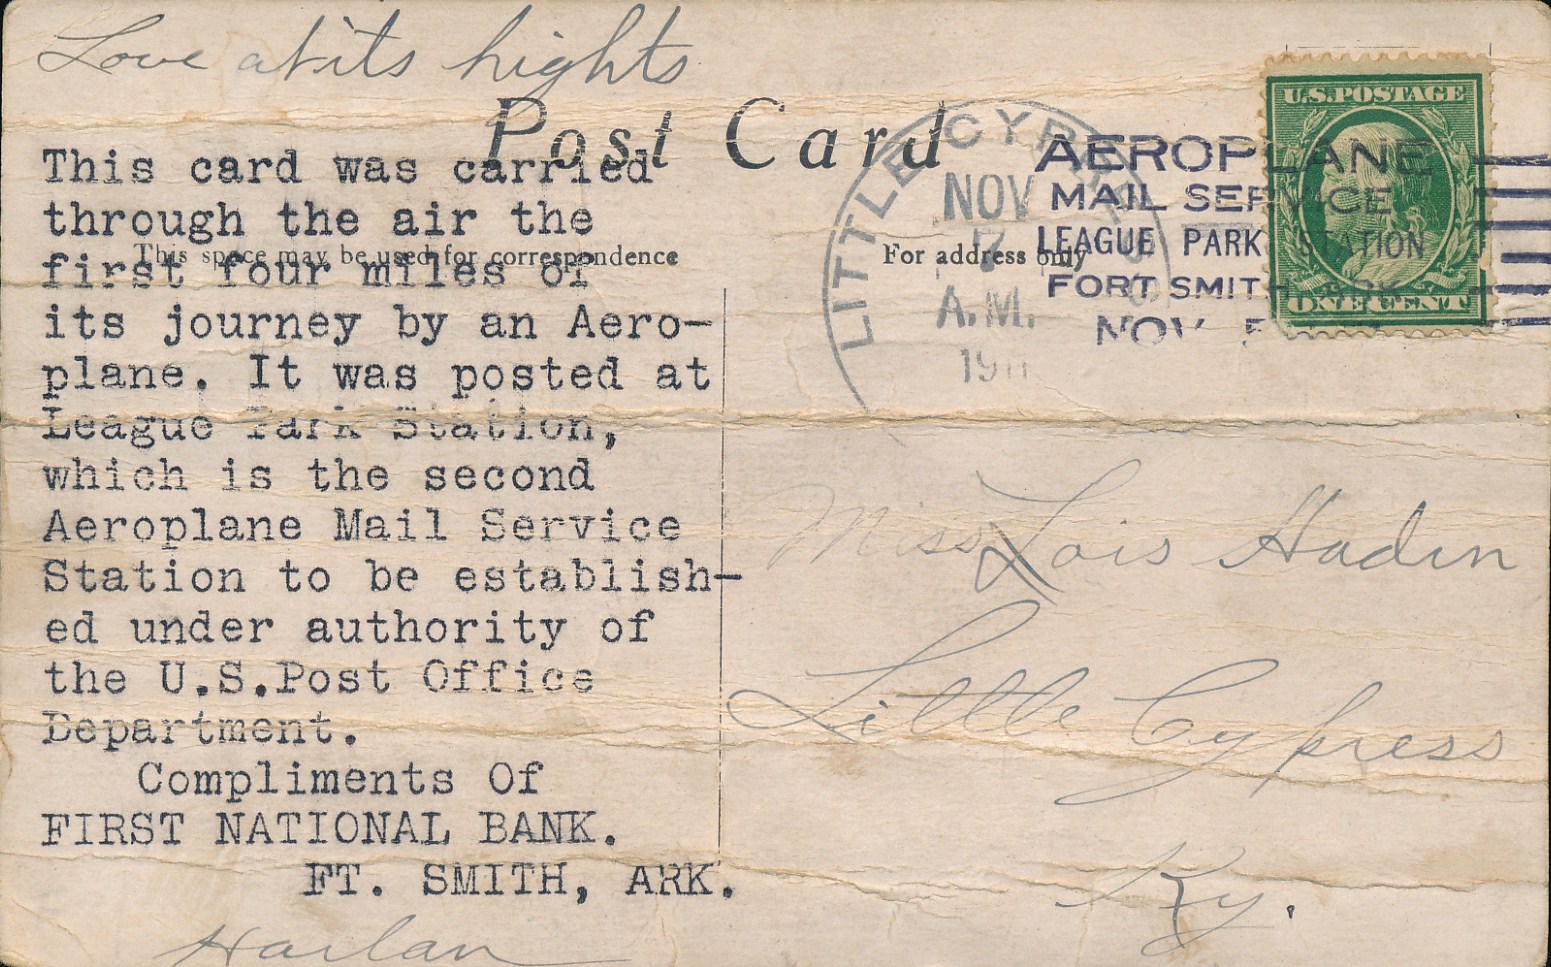 Love at its hights
Post Card
This card was carried
through the air the
This space may be used for correspondence
first four miles of
its journey by an Aero-
plane. It was posted at
League Park Station,
which is the second
Aeroplane Mail Service
Station to be establish-
ed under authority of
the U.S.Post Office
Department.
Compliments Of
FIRST NATIONAL BANK.
FT. SMITH, ARK.
Harlan
For address only
LITTLE CYPRESS
NOV
7
A.M.
1911
AEROPLANE
MAIL SERVICE
LEAGUE PARK STATION
FORT SMITH ARK
NOV
U.S.POSTAGE
ONE CENT
Miss Lois Hadin
Little Cypress
Ky.